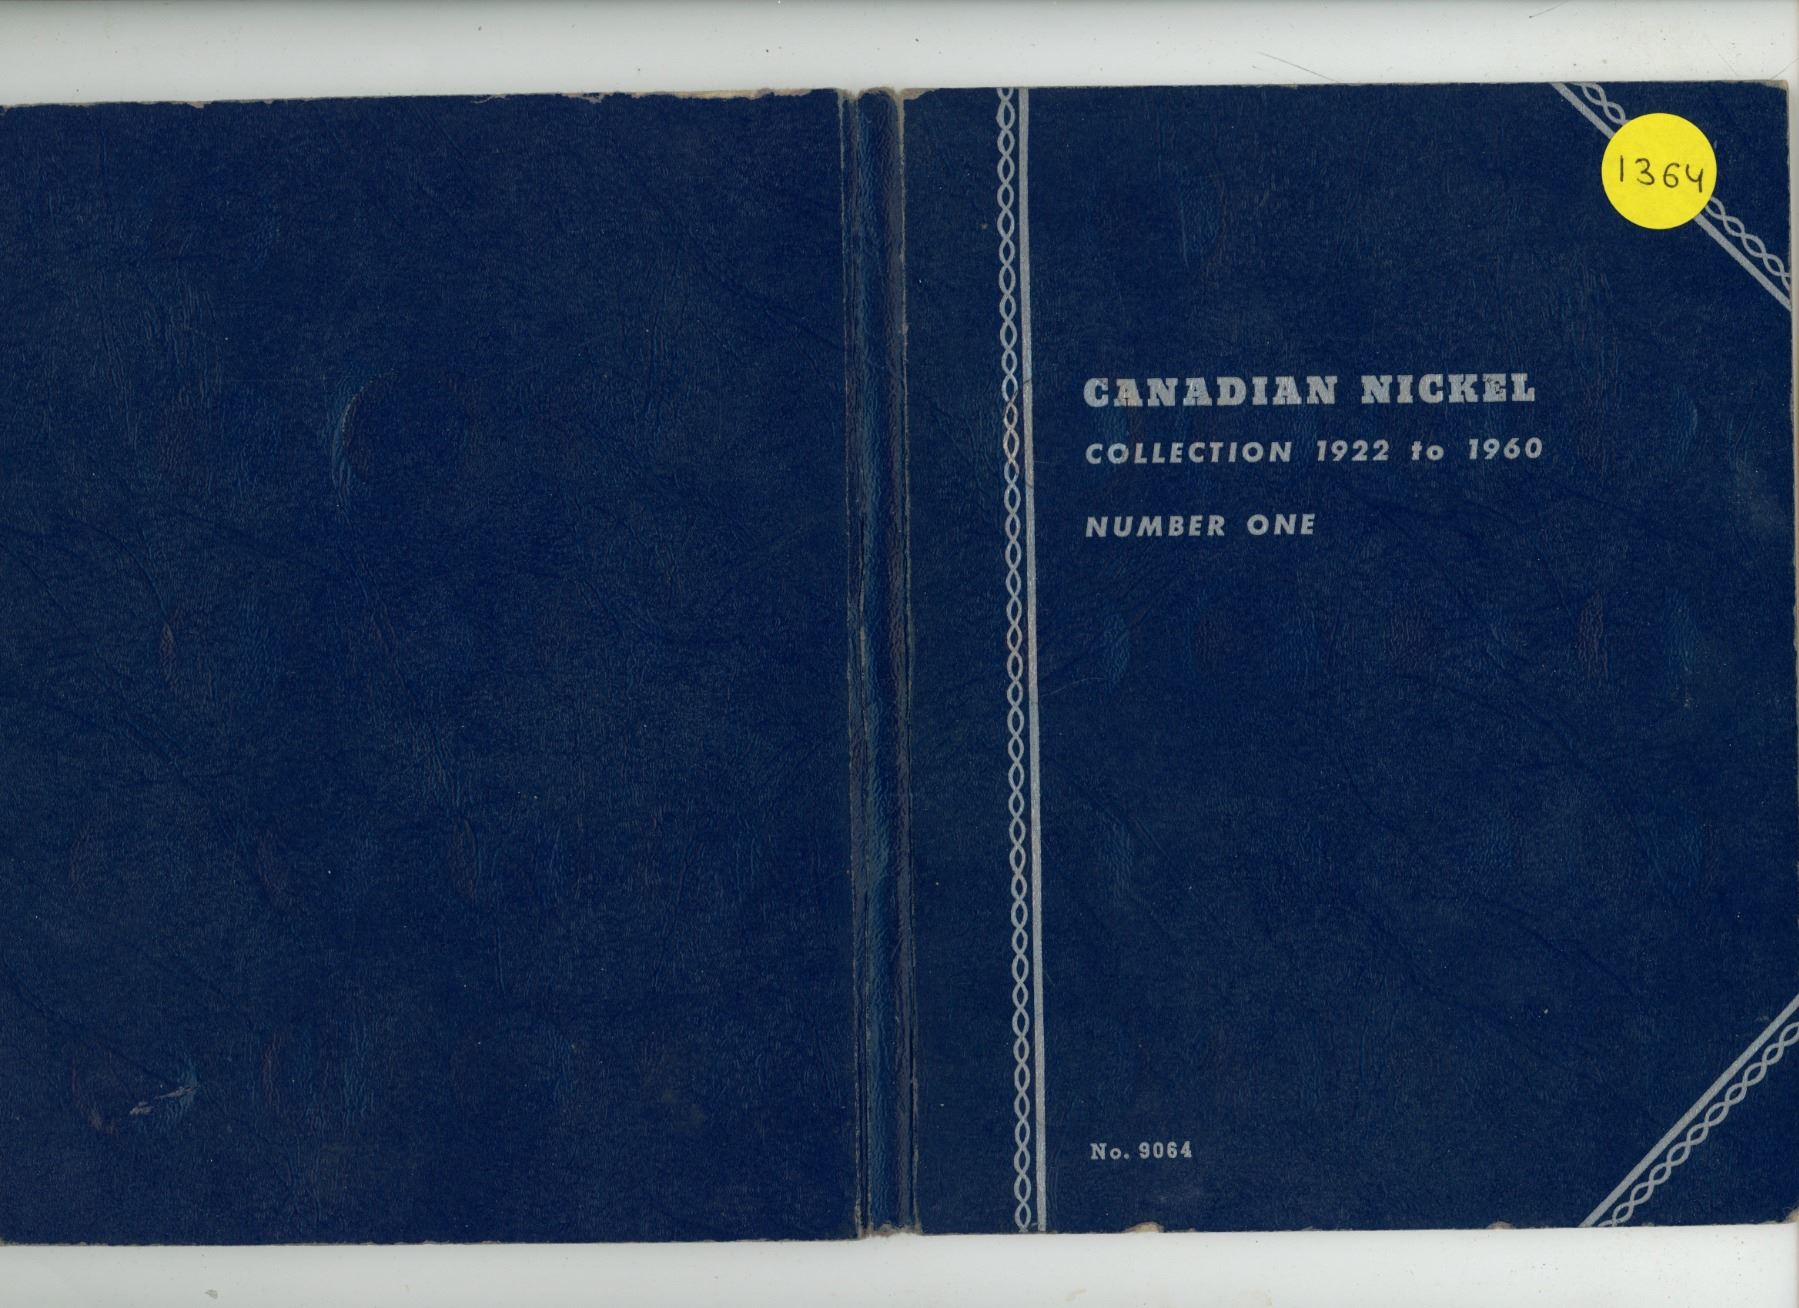 1364
CANADIAN NICKEL
COLLECTION 1922 to 1960
NUMBER ONE
No. 9064